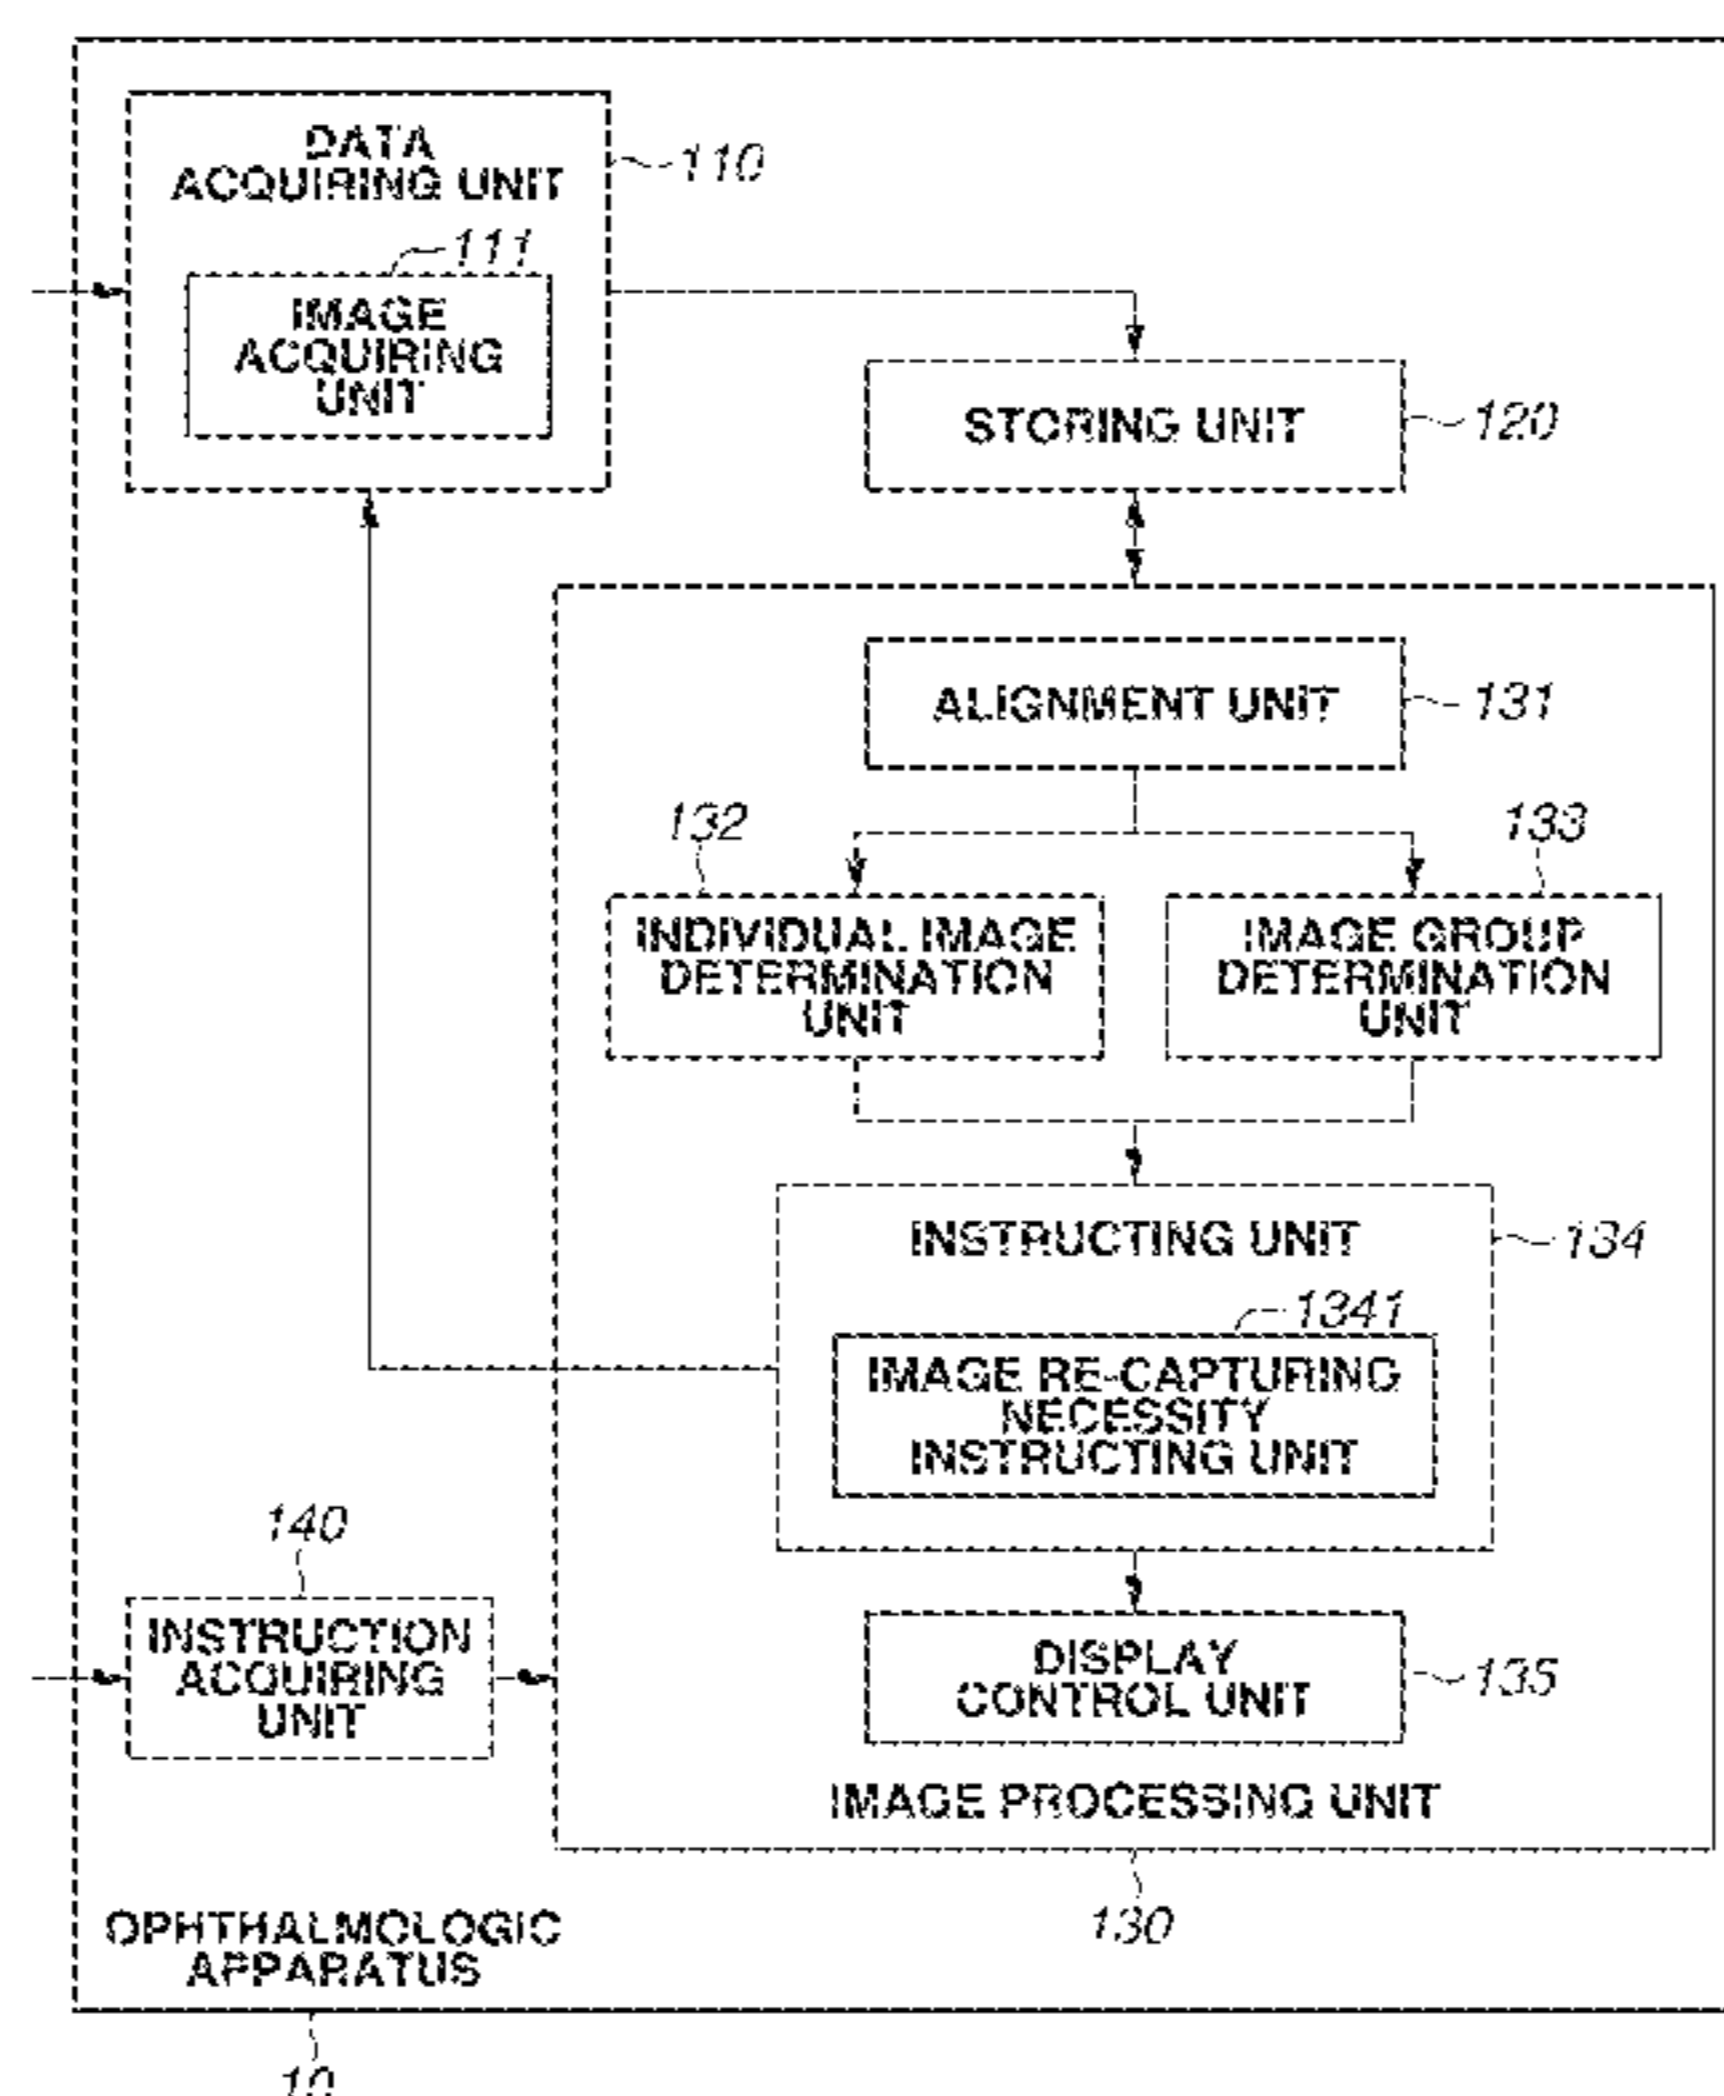 DATA
ACQUIRING UNIT
110
111
IMAGE
ACQUIRING
UNIT
STORING UNIT
120
ALIGNMENT UNIT
131
132
133
INDIVIDUAL IMAGE
DETERMINATION
UNIT
IMAGE GROUP
DETERMINATION
UNIT
INSTRUCTING UNIT
134
1341
IMAGE RE-CAPTURING
NECESSITY
INSTRUCTING UNIT
140
INSTRUCTION
ACQUIRING
UNIT
DISPLAY
CONTROL UNIT
135
IMAGE PROCESSING UNIT
130
OPHTHALMOLOGIC
APPARATUS
10